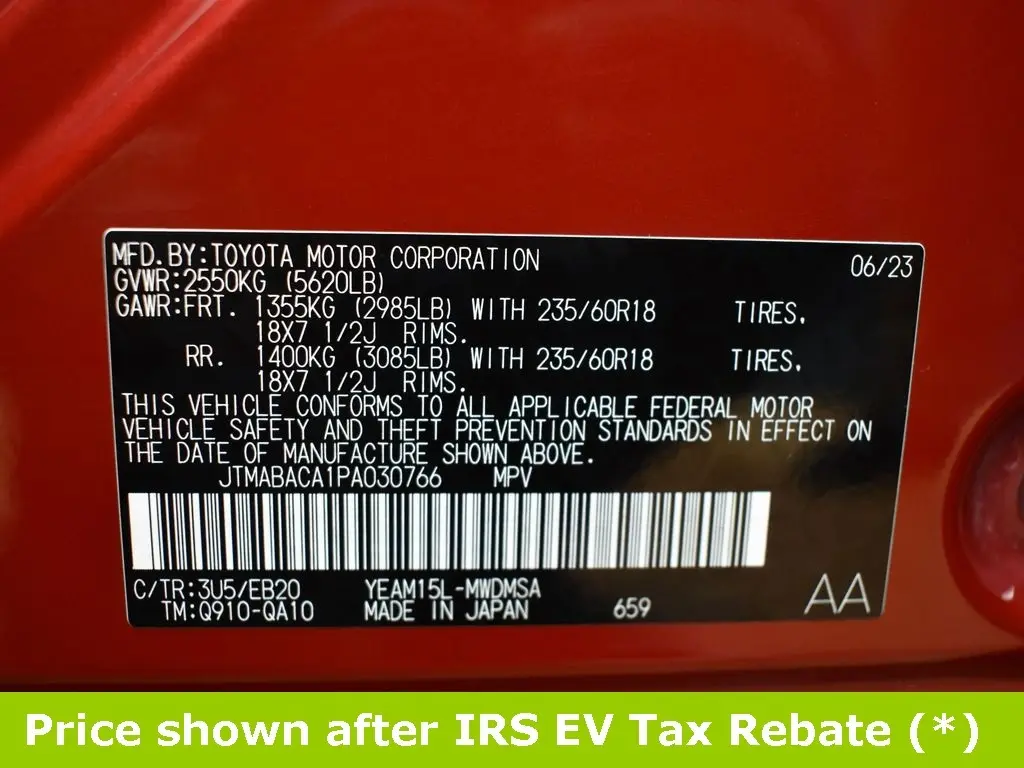 MFD.BY:TOYOTA MOTOR CORPORATION 06/23
GVWR:2550KG (5620LB)
GAWR:FRT. 1355KG (2985LB) WITH 235/60R18 TIRES.
18X7 1/2J RIMS.
RR. 1400KG (3085LB) WITH 235/60R18 TIRES.
18X7 1/2J RIMS.
THIS VEHICLE CONFORMS TO ALL APPLICABLE FEDERAL MOTOR
VEHICLE SAFETY AND THEFT PREVENTION STANDARDS IN EFFECT ON
THE DATE OF MANUFACTURE SHOWN ABOVE.
JTMABACA1PA030766 MPV
C/TR:3U5/EB20 YEAM15L-MWDMSA
TM:Q910-QA10 MADE IN JAPAN 659 AA
Price shown after IRS EV Tax Rebate (*)